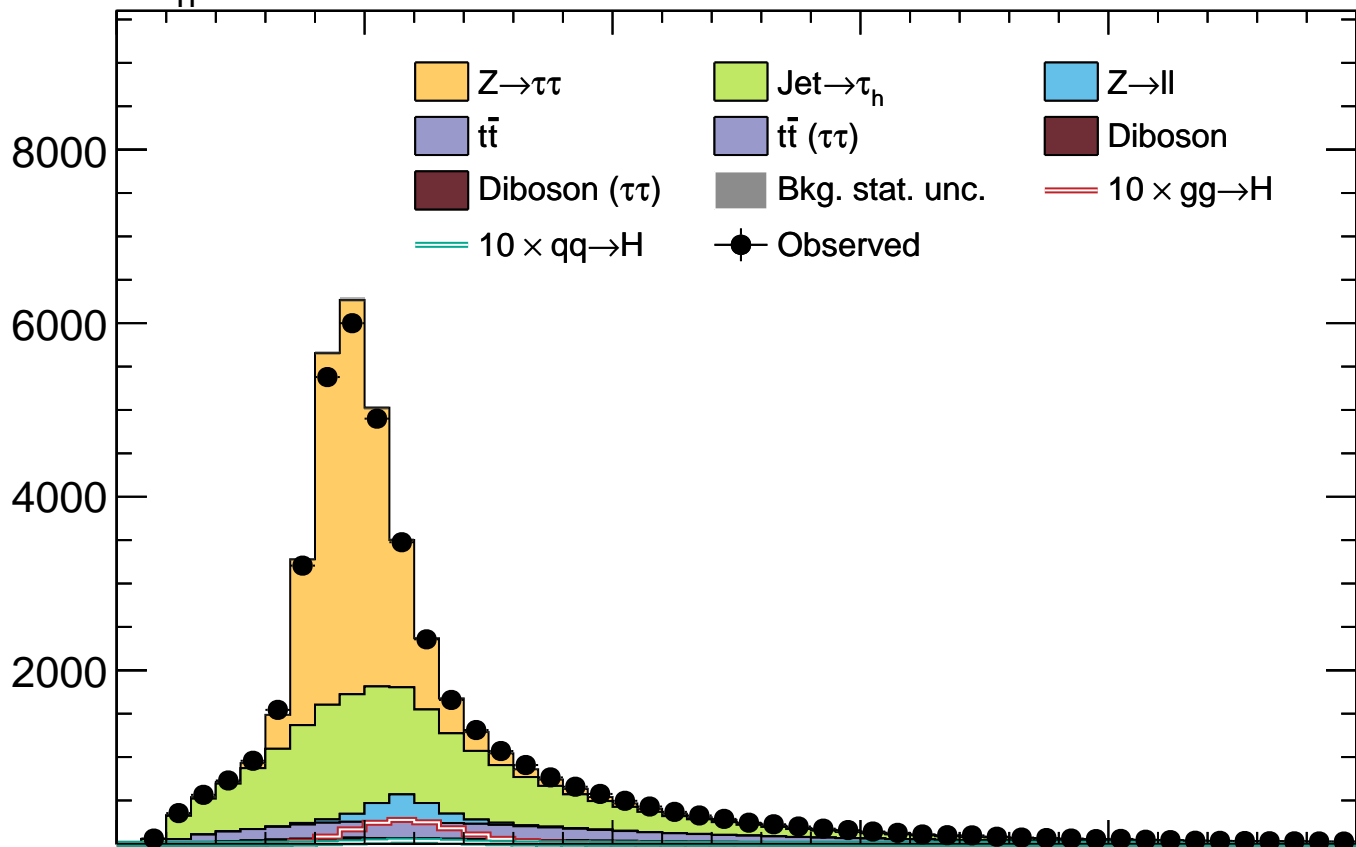 H
Z→ττ Jet→τh Z→ll
8000 tt̄ tt̄ (ττ) Diboson
Diboson (ττ) Bkg. stat. unc. 10 × gg→H
10 × qq→H Observed
6000
4000
2000